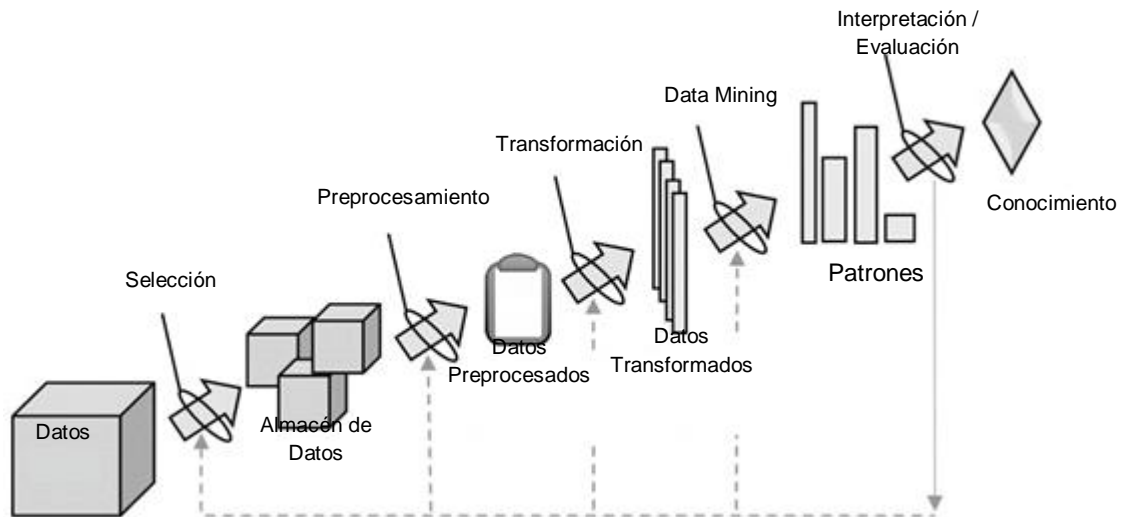 Interpretación /
Evaluación
Data Mining
Transformación
Preprocesamiento
Conocimiento
Selección
Patrones
Datos
Preprocesados
Datos
Transformados
Almacén de
Datos
Datos